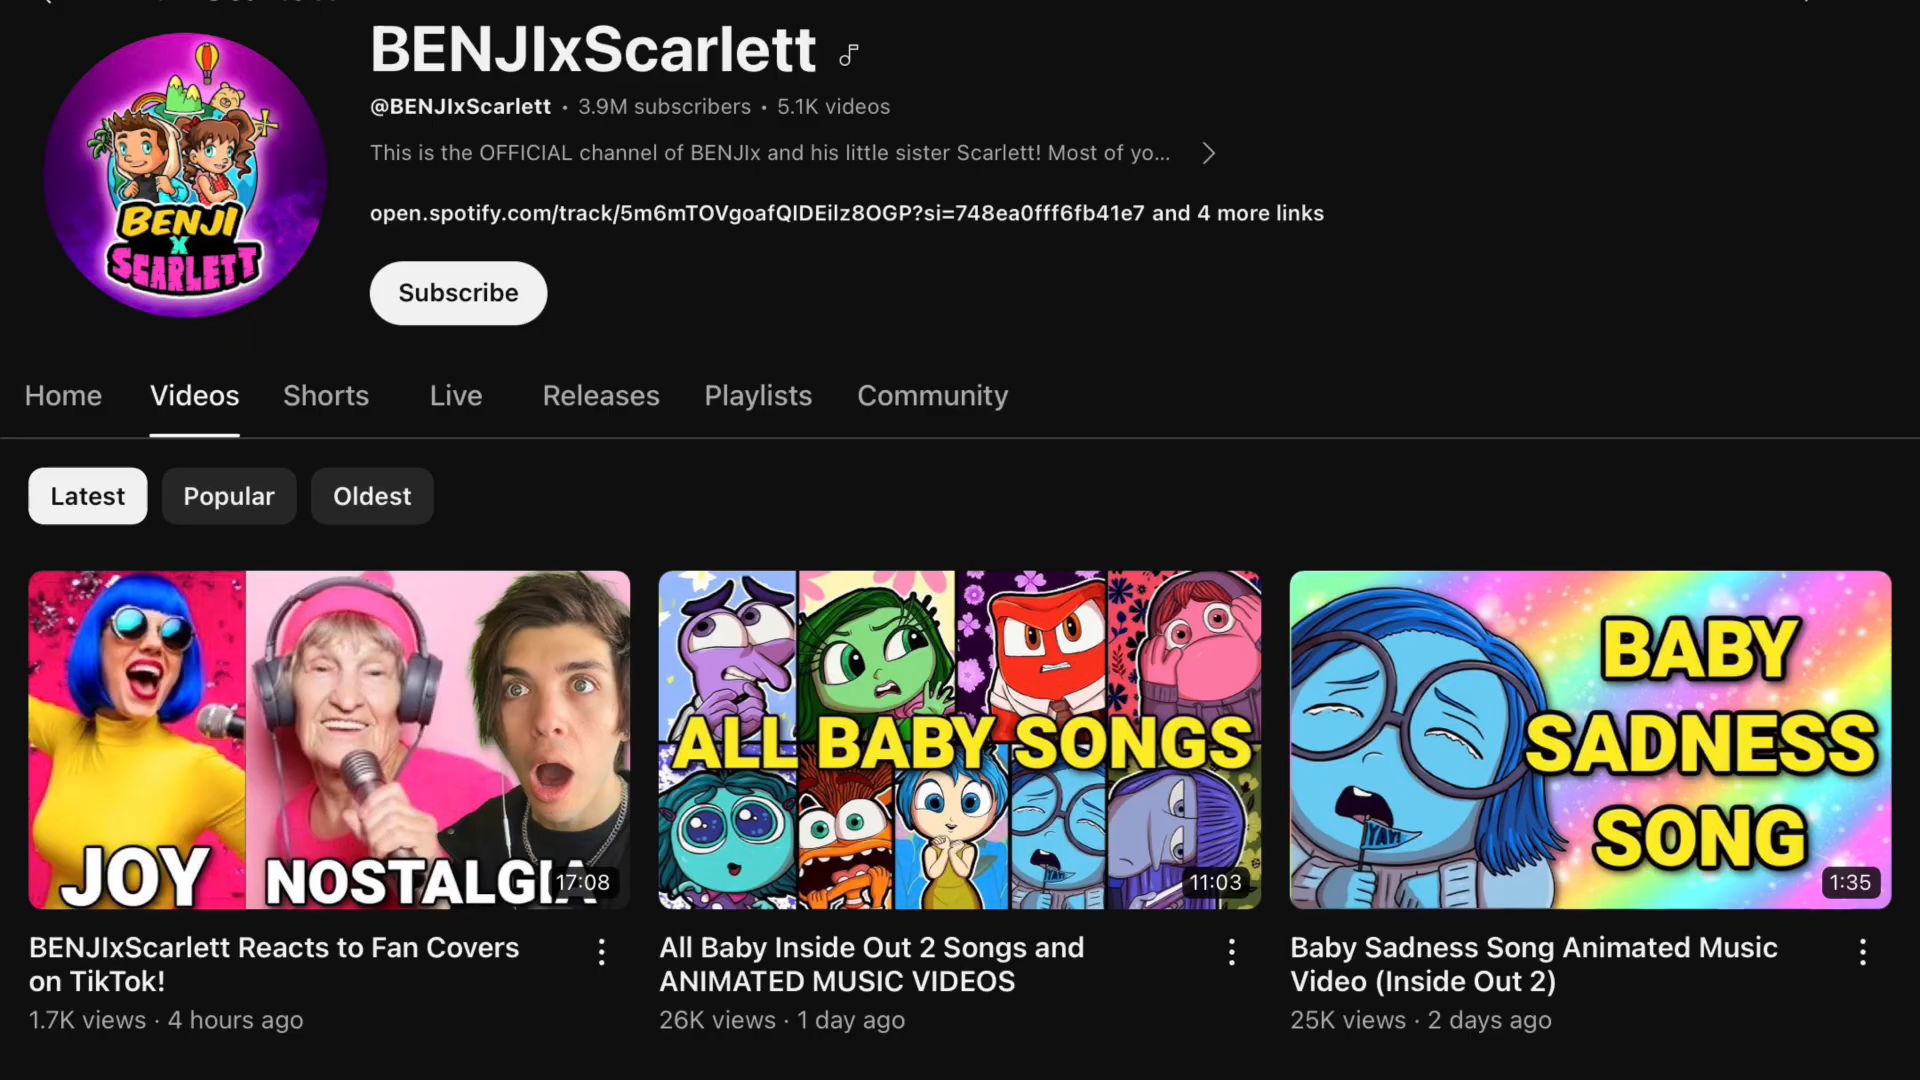 BENJIxScarlett
@BENJIxScarlett • 3.9M subscribers • 5.1K videos
This is the OFFICIAL channel of BENJIx and his little sister Scarlett! Most of yo...
open.spotify.com/track/5m6mTOVgoafQIDEilz8OGP?si=748ea0fff6fb41e7 and 4 more links
BENJI
X
SCARLETT
Subscribe
Home Videos Shorts Live Releases Playlists Community
Latest Popular Oldest
JOY NOSTALGIA
17:08
ALL BABY SONGS
11:03
BABY
SADNESS
SONG
YAY!
1:35
BENJIxScarlett Reacts to Fan Covers
on TikTok!
1.7K views · 4 hours ago
All Baby Inside Out 2 Songs and
ANIMATED MUSIC VIDEOS
26K views · 1 day ago
Baby Sadness Song Animated Music
Video (Inside Out 2)
25K views · 2 days ago